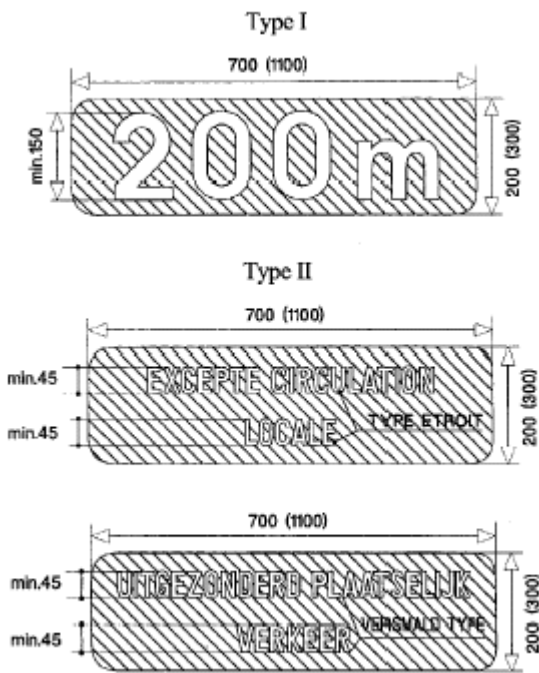 Type I
700 (1100)
min.150
200 m
200 (300)
Type II
700 (1100)
min.45
EXCEPTE CIRCULATION
min.45
LOCALE
TYPE ETROIT
200 (300)
700 (1100)
min.45
UITGEZONDERD PLAATSELIJK
min.45
VERKEER
VERSMALD TYPE
200 (300)